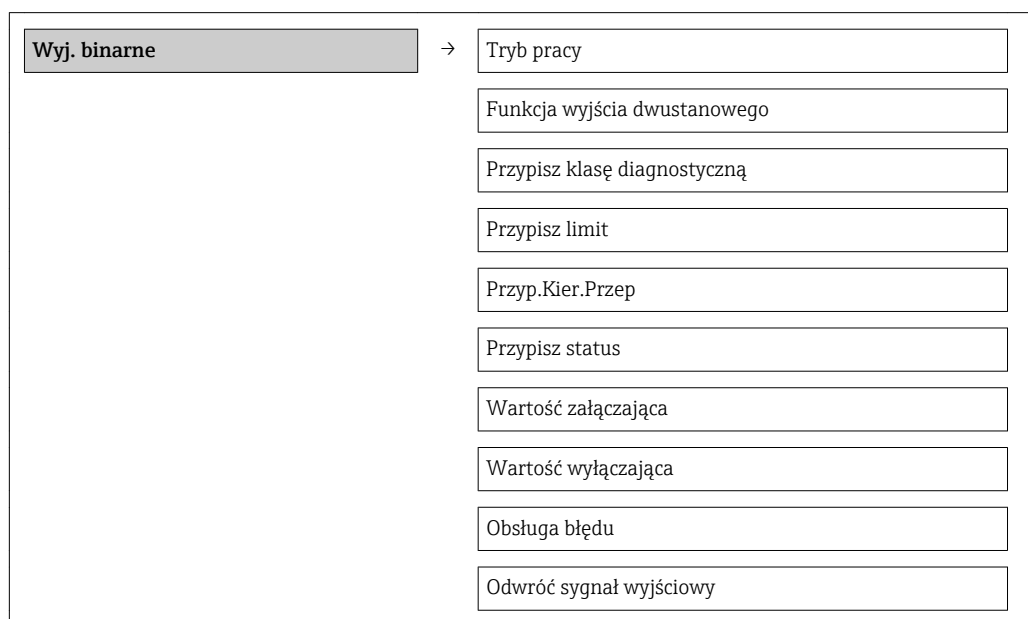 Wyj. binarne → Tryb pracy
Funkcja wyjścia dwustanowego
Przypisz klasę diagnostyczną
Przypisz limit
Przyp.Kier.Przep
Przypisz status
Wartość załączająca
Wartość wyłączająca
Obsługa błędu
Odwróć sygnał wyjściowy